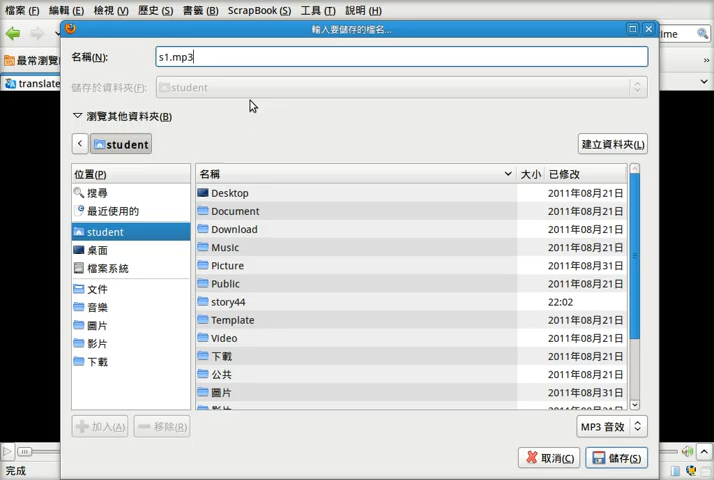 檔案 (F) 編輯 (E) 檢視 (V) 歷史 (S) 書籤 (B) ScrapBook (S) 工具 (T) 說明 (H)
輸入要儲存的檔名...
最常瀏覽
»
translate
名稱(N): s1.mp3
儲存於資料夾(F): student
瀏覽其他資料夾(B)
< student 建立資料夾(L)
位置(P) 名稱 大小 已修改
搜尋 Desktop 2011年08月21日
最近使用的 Document 2011年08月21日
student Download 2011年08月21日
桌面 Music 2011年08月21日
檔案系統 Picture 2011年08月31日
文件 Public 2011年08月21日
音樂 story44 22:02
圖片 Template 2011年08月21日
影片 VIdeo 2011年08月21日
下載 下載 2011年08月21日
公共 2011年08月21日
圖片 2011年08月31日
加入(A) 移除(R) MP3 音效
取消(C) 儲存(S)
完成